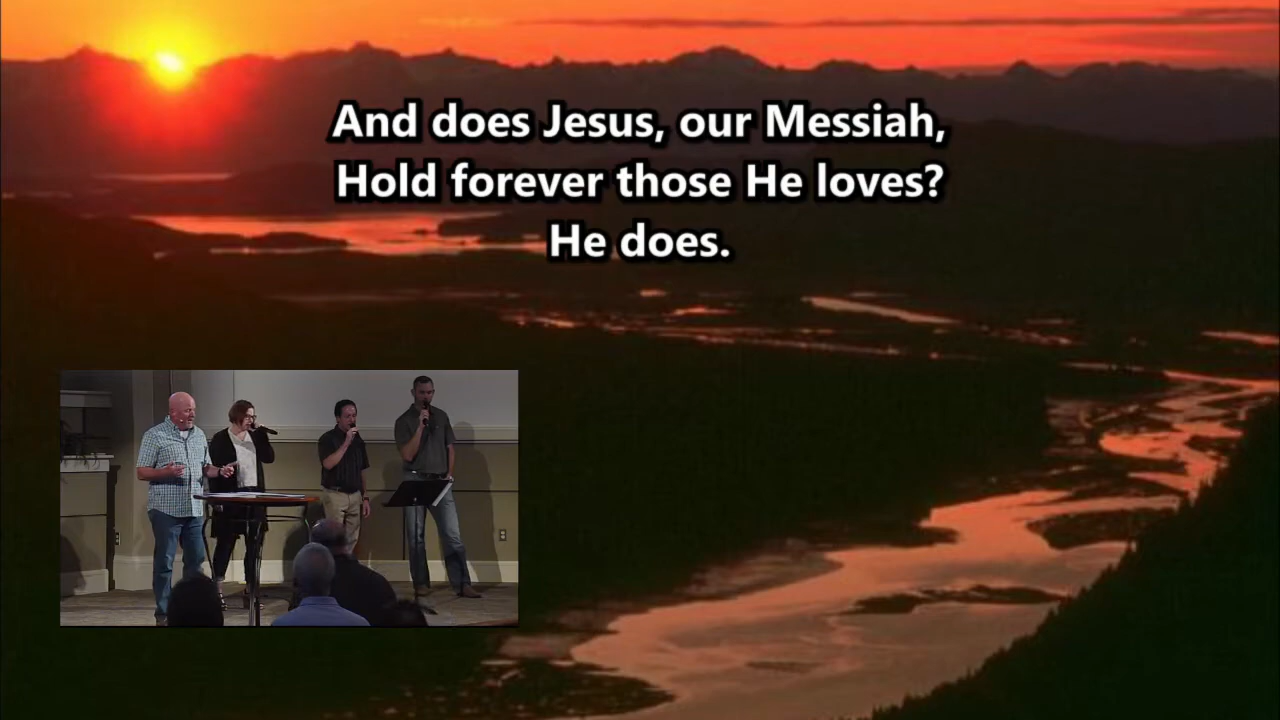 And does Jesus, our Messiah,
Hold forever those He loves?
He does.